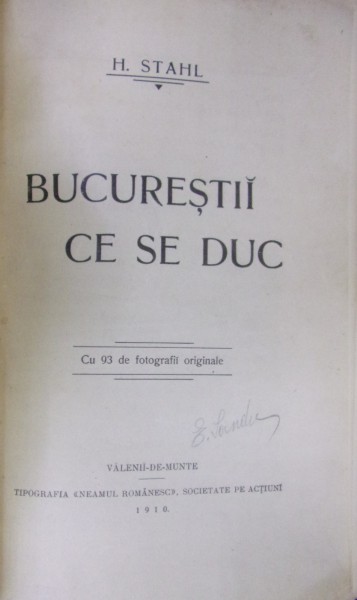 H. STAHL
BUCUREȘTIĬ
CE SE DUC
Cu 93 de fotografii originale
VĂLENIĬ-DE-MUNTE
TIPOGRAFIA «NEAMUL ROMĂNESC», SOCIETATE PE ACȚIUNĬ
1910.